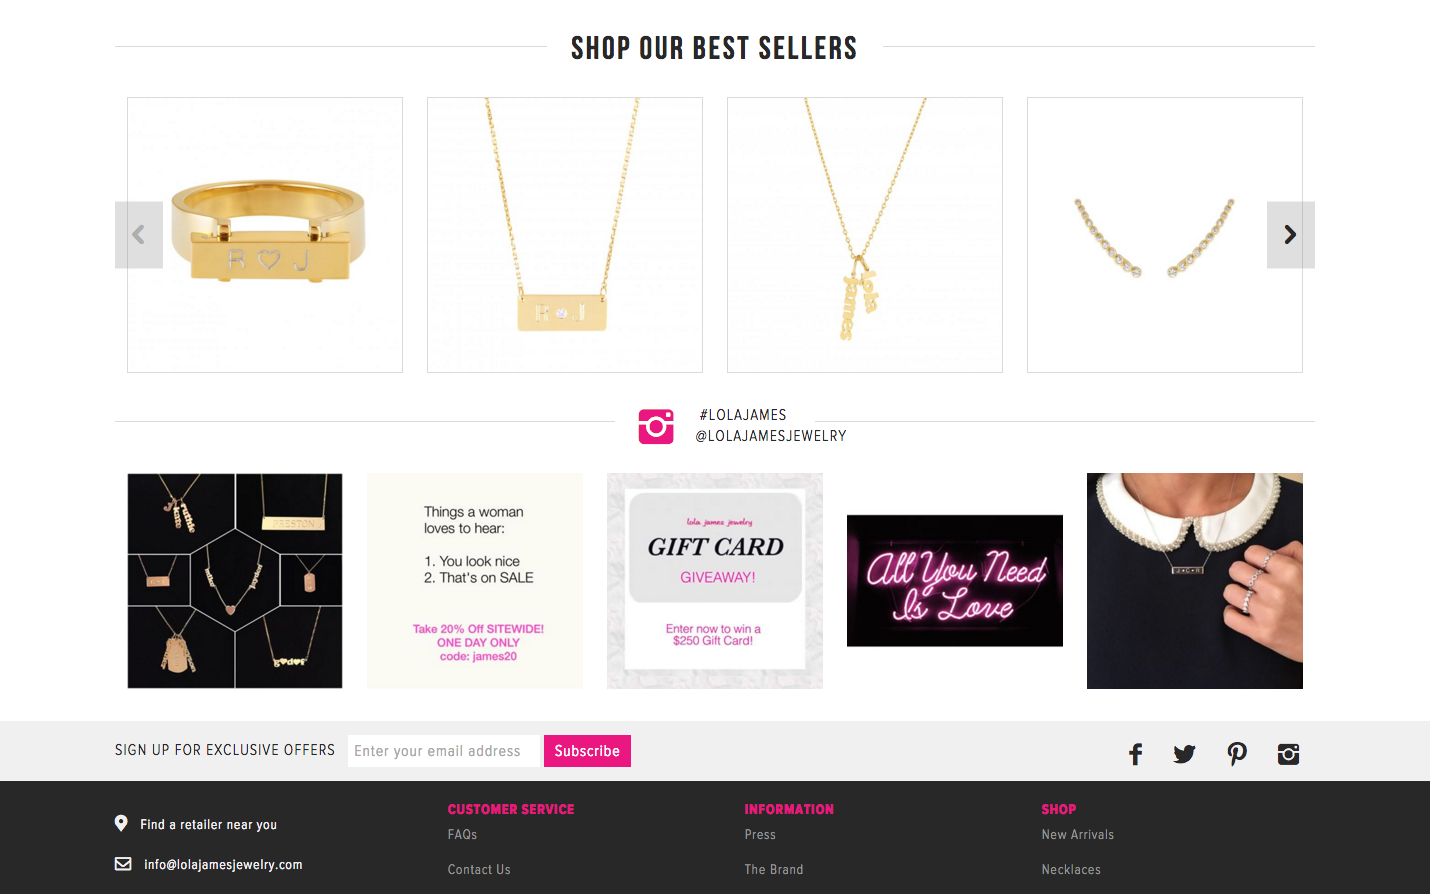 SHOP OUR BEST SELLERS
R ♡ J
R J
lola
james
#LOLAJAMES
@LOLAJAMESJEWELRY
PRESTON
Things a woman
loves to hear:
1. You look nice
2. That's on SALE
Take 20% Off SITEWIDE!
ONE DAY ONLY
code: james20
lola james jewelry
GIFT CARD
GIVEAWAY!
Enter now to win a
$250 Gift Card!
All You Need
Is Love
SIGN UP FOR EXCLUSIVE OFFERS
Enter your email address
Subscribe
Find a retailer near you
info@lolajamesjewelry.com
CUSTOMER SERVICE
FAQs
Contact Us
INFORMATION
Press
The Brand
SHOP
New Arrivals
Necklaces